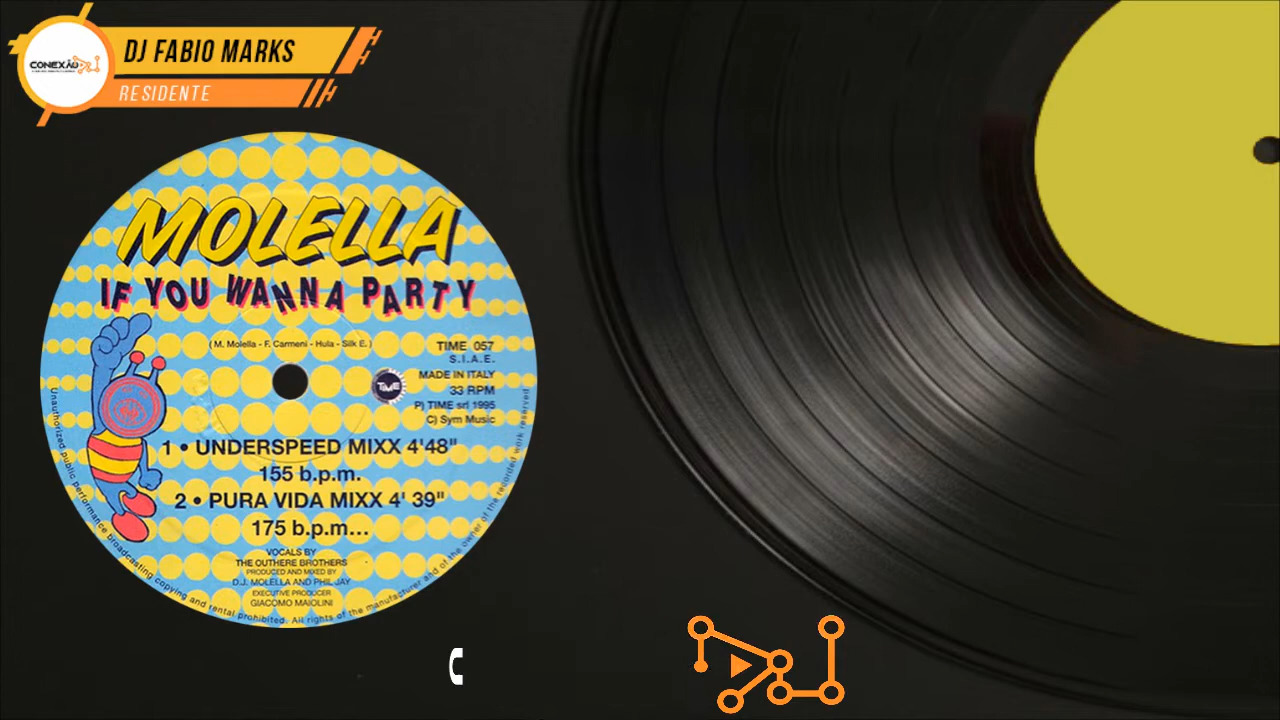 DJ FABIO MARKS
RESIDENTE
CONEXÃO
MOLELLA
IF YOU WANNA PARTY
( M. Molella - F. Carmeni - Hula - Silk E. )
TIME 057
S.I.A.E.
MADE IN ITALY
33 RPM
P) TIME srl 1995
C) Sym Music
TIME
1 • UNDERSPEED MIXX 4'48"
155 b.p.m.
2 • PURA VIDA MIXX 4' 39"
175 b.p.m...
VOCALS BY
THE OUTHERE BROTHERS
PRODUCED AND MIXED BY
D.J. MOLELLA AND PHIL JAY
EXECUTIVE PRODUCER
GIACOMO MAIOLINI
Unauthorized public performance broadcasting copying and rental prohibited. All rights of the manufacturer and of the owner of the recorded work reserved
C